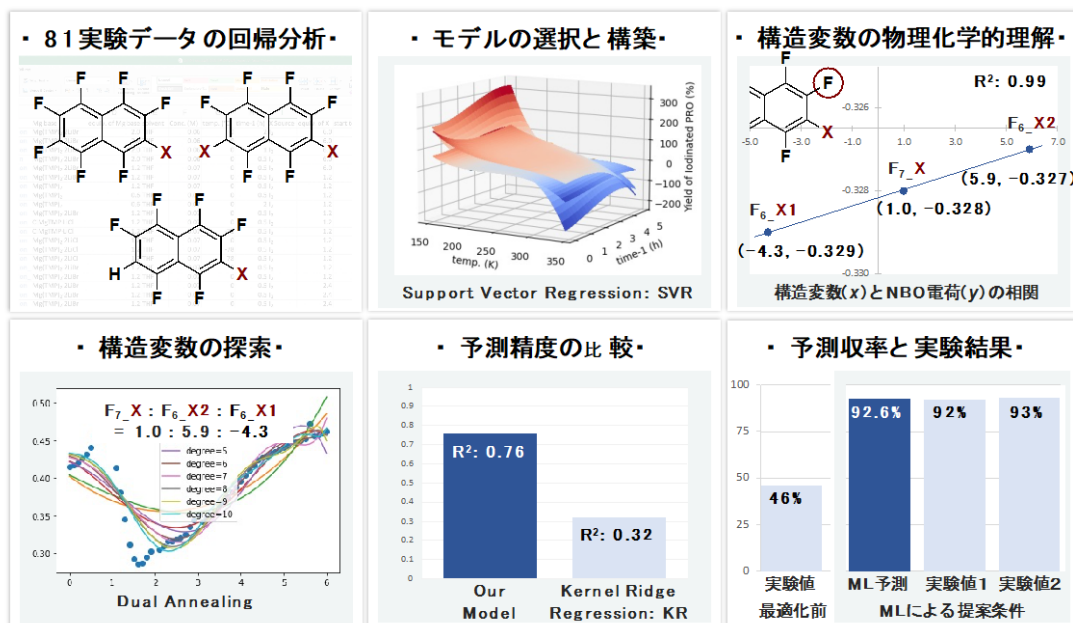 ・ 81実験データの回帰分析・
F F
F F
F X
F F
F F
F F
X X
F F
F F
F F
H X
F F
・ モデルの選択と構築・
300
200
100
0
-100
-200
Yield of Iodinated PRO (%)
150 200 250 300 350
temp. (K)
0 1 2 3 4 5
time-1 (h)
Support Vector Regression: SVR
・構造変数の物理化学的理解・
F
F
X
F
R²: 0.99
-0.326
-5.0 -3.0 -1.0 1.0 3.0 5.0 7.0
F₆_X2
(5.9, -0.327)
F₇_X
-0.328
(1.0, -0.328)
F₆_X1
(-4.3, -0.329)
-0.330
構造変数(x)とNBO電荷(y)の相関
・ 構造変数の探索・
0.50
0.45
0.40
0.35
0.30
F₇_X : F₆_X2 : F₆_X1
= 1.0 : 5.9 : -4.3
degree=5
degree=6
degree=7
degree=8
degree=9
degree=10
0 1 2 3 4 5 6
Dual Annealing
・ 予測精度の比較・
1
0.9
0.8
0.7
0.6
0.5
0.4
0.3
0.2
0.1
0
R²: 0.76
R²: 0.32
Our Model
Kernel Ridge Regression: KR
・ 予測収率と実験結果・
100
75
50
25
0
46%
92.6% 92% 93%
実験値
最適化前
ML予測 実験値1 実験値2
MLによる提案条件